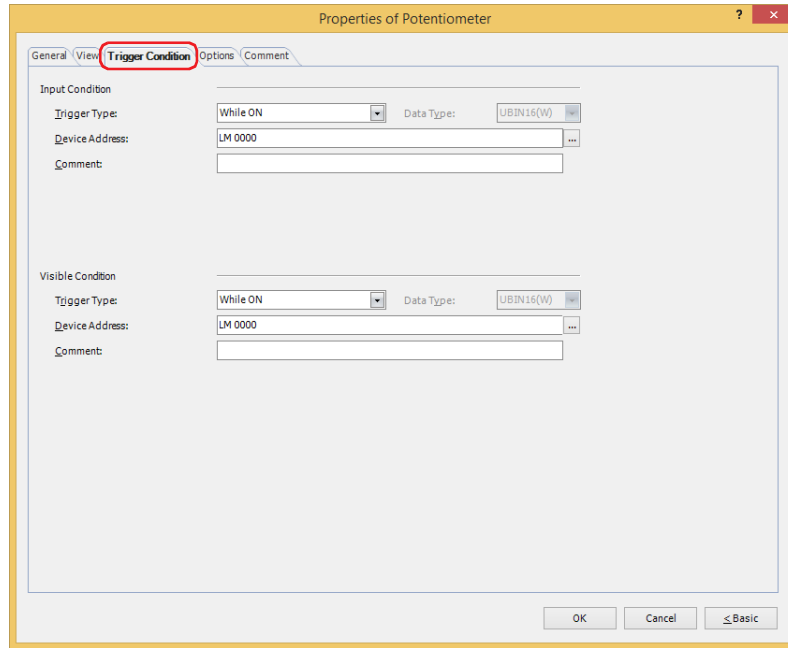 Properties of Potentiometer ? ×
General View Trigger Condition Options Comment
Input Condition
Trigger Type: While ON Data Type: UBIN16(W)
Device Address: LM 0000 ...
Comment:
Visible Condition
Trigger Type: While ON Data Type: UBIN16(W)
Device Address: LM 0000 ...
Comment:
OK Cancel <Basic